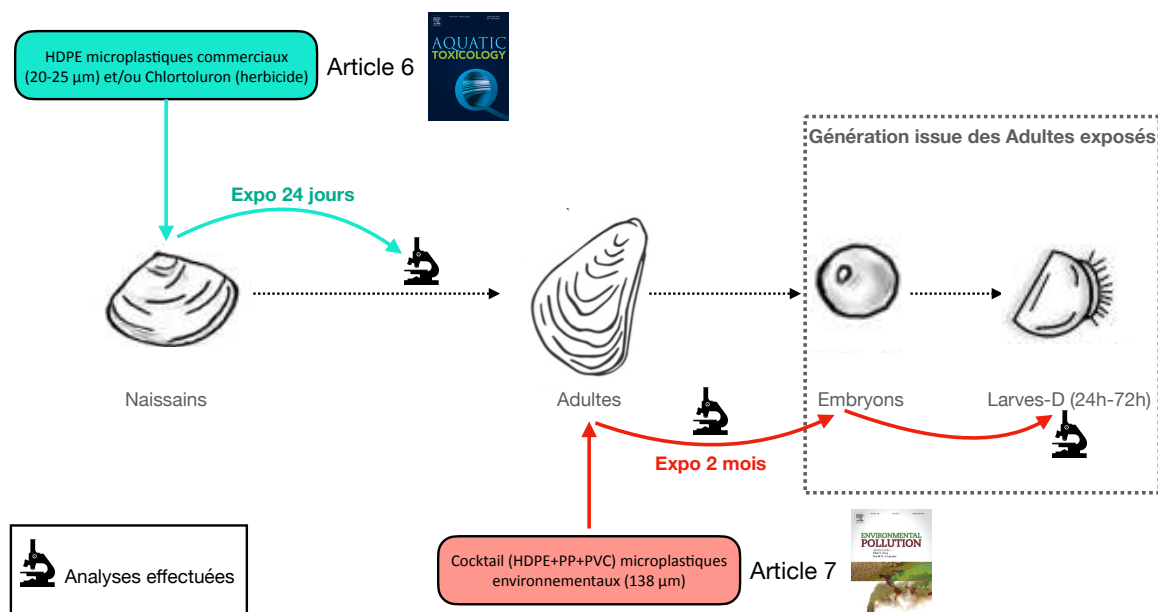 HDPE microplastiques commerciaux
(20-25 µm) et/ou Chlortoluron (herbicide)
Article 6
AQUATIC
TOXICOLOGY
Génération issue des Adultes exposés
Expo 24 jours
Naissains
Adultes
Embryons
Larves-D (24h-72h)
Expo 2 mois
Cocktail (HDPE+PP+PVC) microplastiques
environnementaux (138 µm)
Article 7
ENVIRONMENTAL
POLLUTION
Analyses effectuées